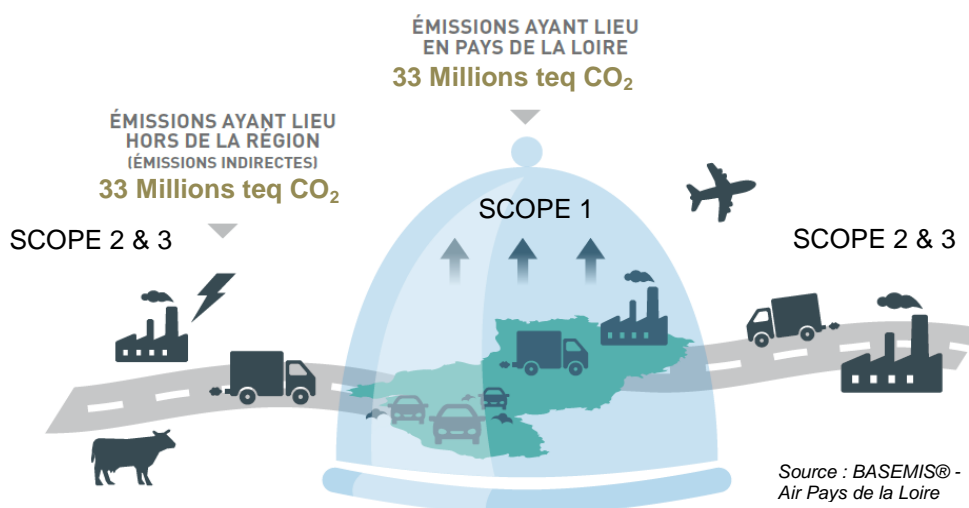 ÉMISSIONS AYANT LIEU
EN PAYS DE LA LOIRE
33 Millions teq CO₂
ÉMISSIONS AYANT LIEU
HORS DE LA RÉGION
(ÉMISSIONS INDIRECTES)
33 Millions teq CO₂
SCOPE 2 & 3
SCOPE 1
SCOPE 2 & 3
Source : BASEMIS® -
Air Pays de la Loire